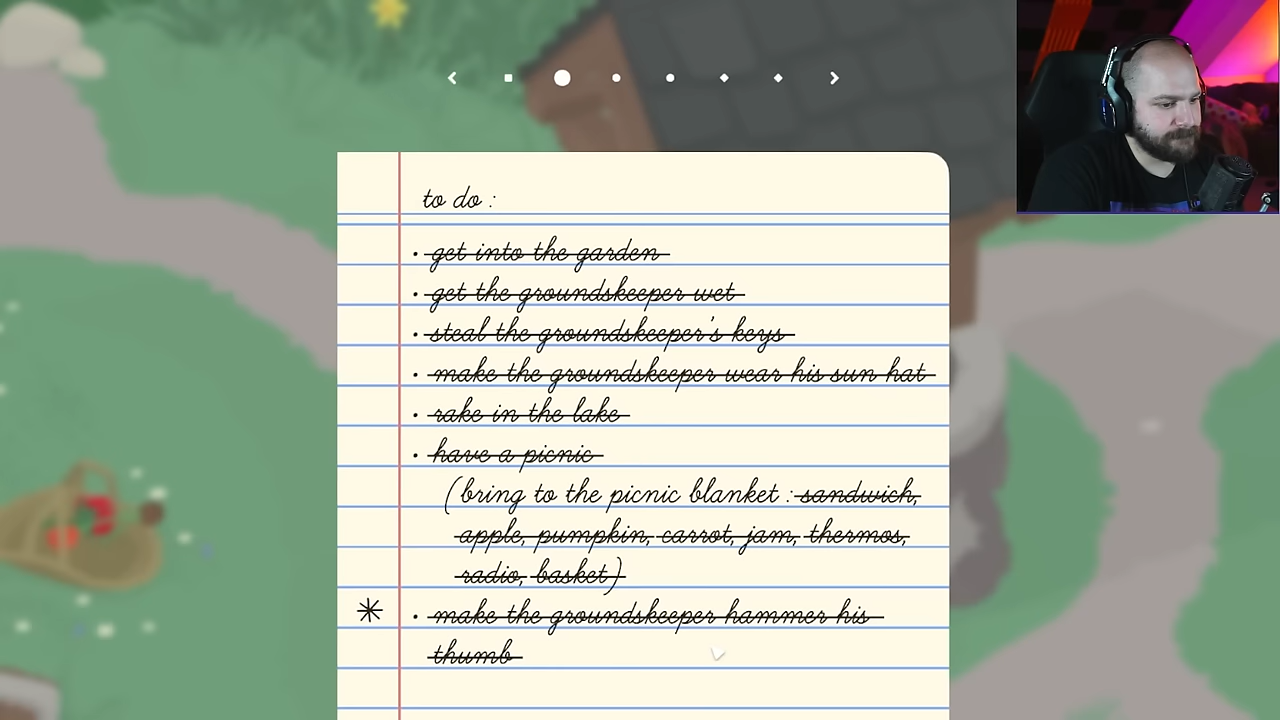 to do :
• get into the garden
• get the groundskeeper wet
• steal the groundskeeper's keys
• make the groundskeeper wear his sun hat
• rake in the lake
• have a picnic
(bring to the picnic blanket : sandwich,
apple, pumpkin, carrot, jam, thermos,
radio, basket)
• make the groundskeeper hammer his
thumb